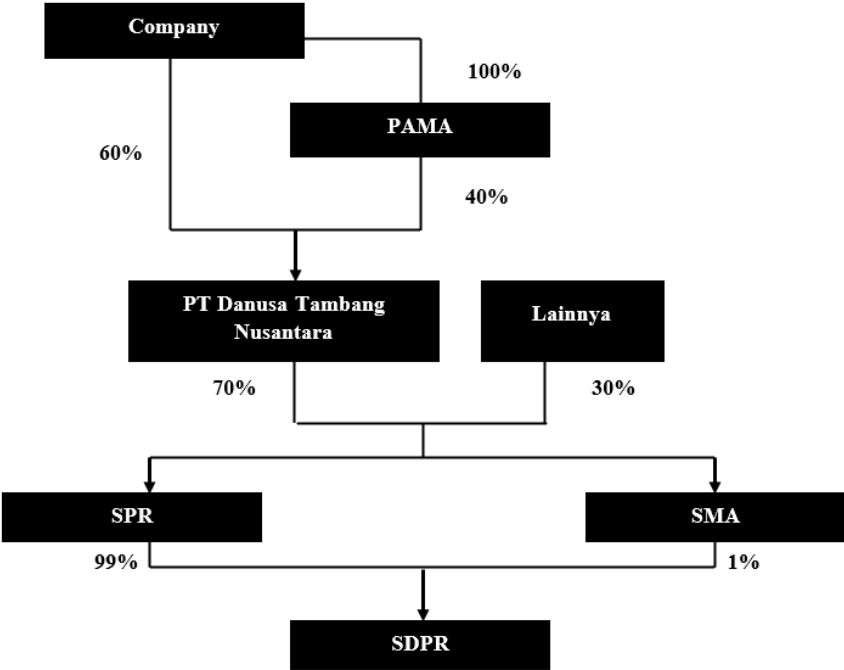 Company
100%
PAMA
60%
40%
PT Danusa Tambang
Nusantara
Lainnya
70%
30%
SPR
SMA
99%
1%
SDPR